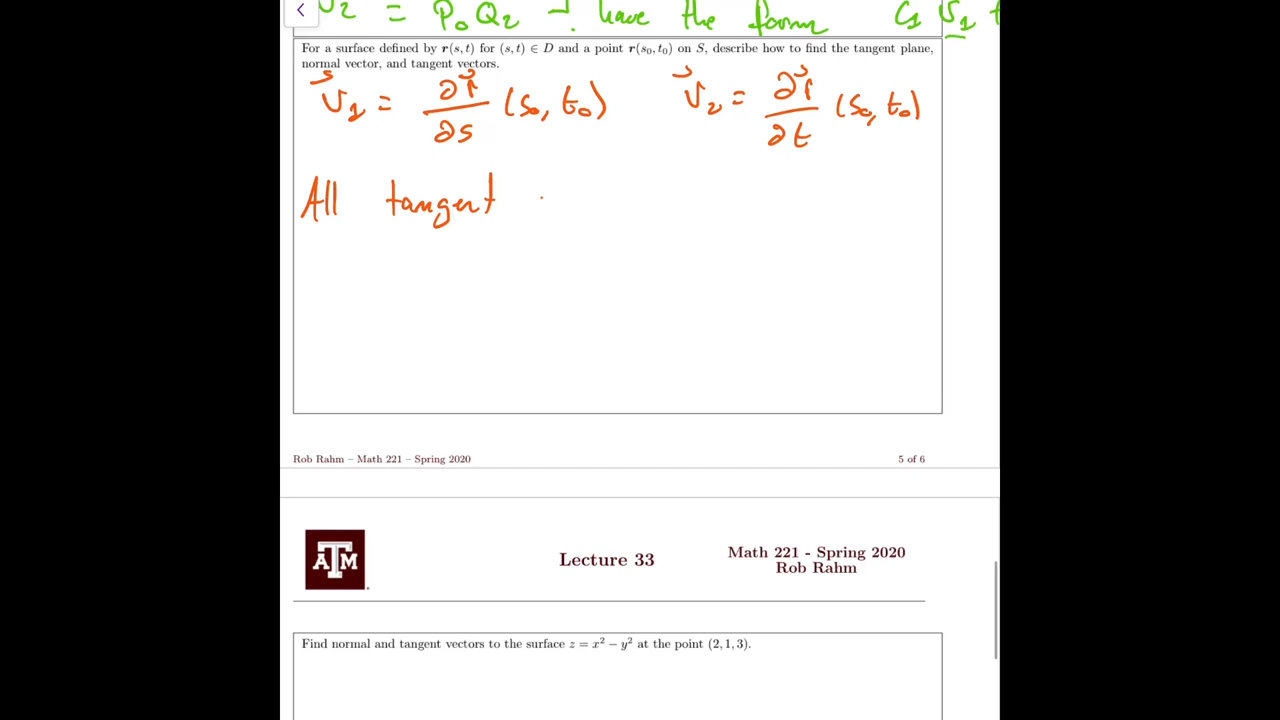 v₂ = P₀Q₂ → have the form C₁ v₁
For a surface defined by r(s, t) for (s, t) ∈ D and a point r(s₀, t₀) on S, describe how to find the tangent plane,
normal vector, and tangent vectors.
v⃗₁ = ∂r⃗/∂s (s₀, t₀) v⃗₂ = ∂r⃗/∂t (s₀, t₀)
All tangent
Rob Rahm – Math 221 – Spring 2020 5 of 6
ATM
Lecture 33
Math 221 - Spring 2020
Rob Rahm
Find normal and tangent vectors to the surface z = x² − y² at the point (2, 1, 3).